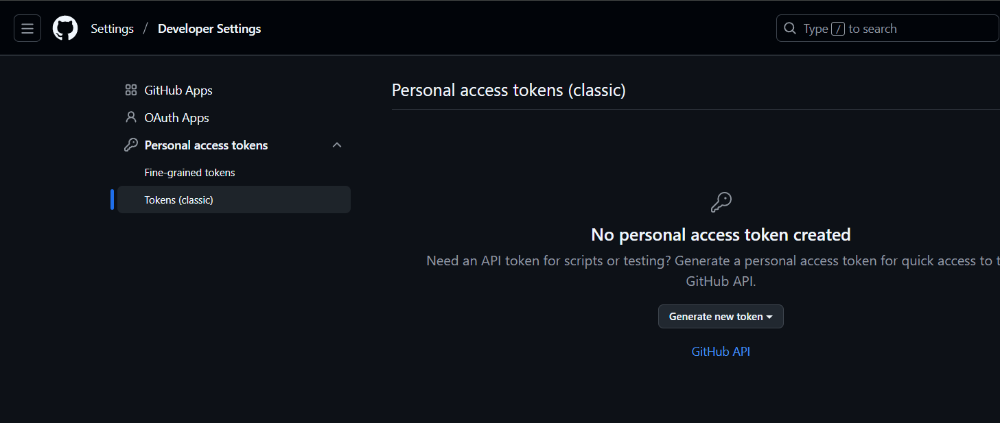 Settings / Developer Settings
Type / to search
GitHub Apps
OAuth Apps
Personal access tokens
Fine-grained tokens
Tokens (classic)
Personal access tokens (classic)
No personal access token created
Need an API token for scripts or testing? Generate a personal access token for quick access to
GitHub API.
Generate new token
GitHub API